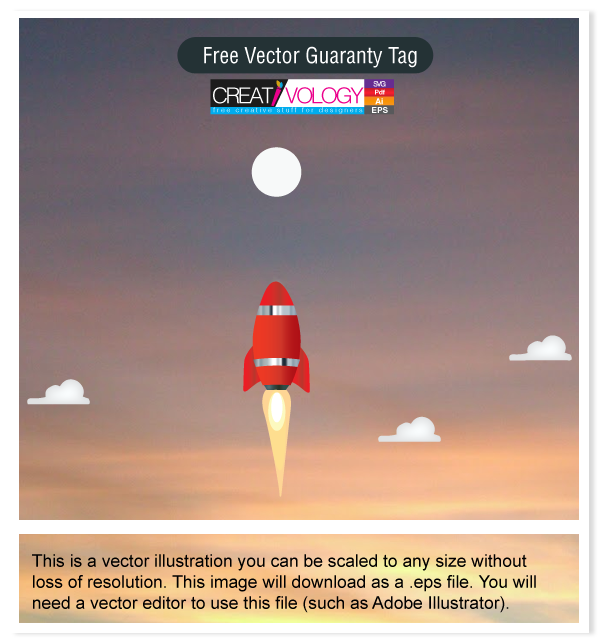 Free Vector Guaranty Tag
CREATIVOLOGY
free creative stuff for designers
SVG
Pdf
Ai
EPS
This is a vector illustration you can be scaled to any size without
loss of resolution. This image will download as a .eps file. You will
need a vector editor to use this file (such as Adobe Illustrator).